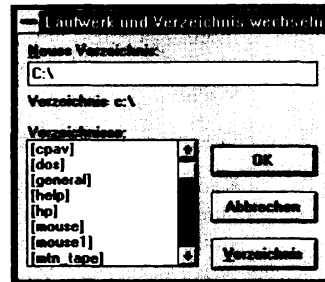 Laufwerk und Verzeichnis wechseln
Neues Verzeichnis:
C:\
Verzeichnis c:\
Verzeichnisse:
[cpav]
[dos]
[general]
[help]
[hp]
[mouse]
[mouse1]
[mtn_tape]
OK
Abbrechen
Verzeichnis